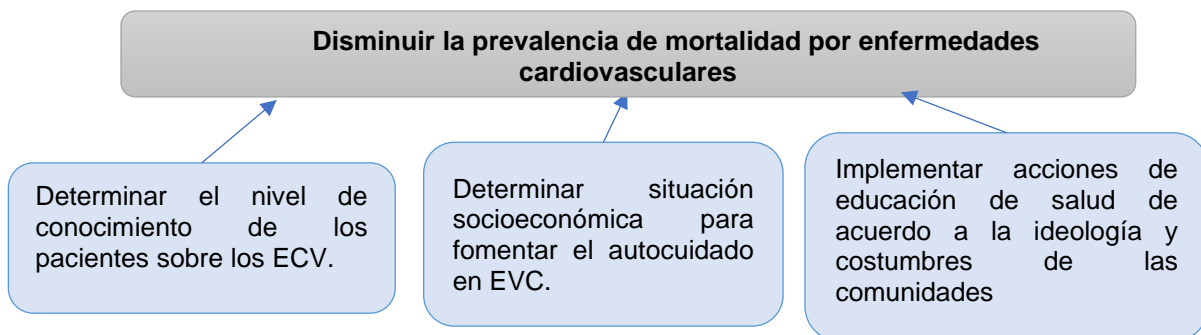 Disminuir la prevalencia de mortalidad por enfermedades
cardiovasculares
Determinar el nivel de
conocimiento de los
pacientes sobre los ECV.
Determinar situación
socioeconómica para
fomentar el autocuidado
en EVC.
Implementar acciones de
educación de salud de
acuerdo a la ideología y
costumbres de las
comunidades